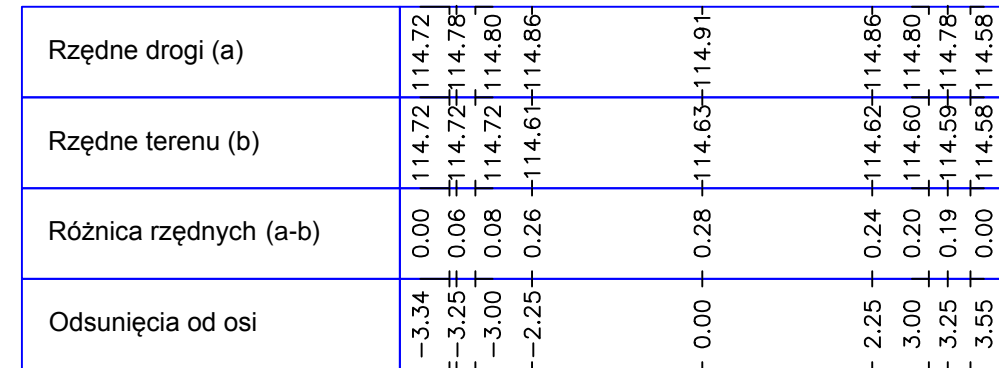 Rzędne drogi (a) 114.72 114.78 114.80 114.86 114.91 114.86 114.80 114.78 114.58
Rzędne terenu (b) 114.72 114.72 114.72 114.61 114.63 114.62 114.60 114.59 114.58
Różnica rzędnych (a-b) 0.00 0.06 0.08 0.26 0.28 0.24 0.20 0.19 0.00
Odsunięcia od osi -3.34 -3.25 -3.00 -2.25 0.00 2.25 3.00 3.25 3.55